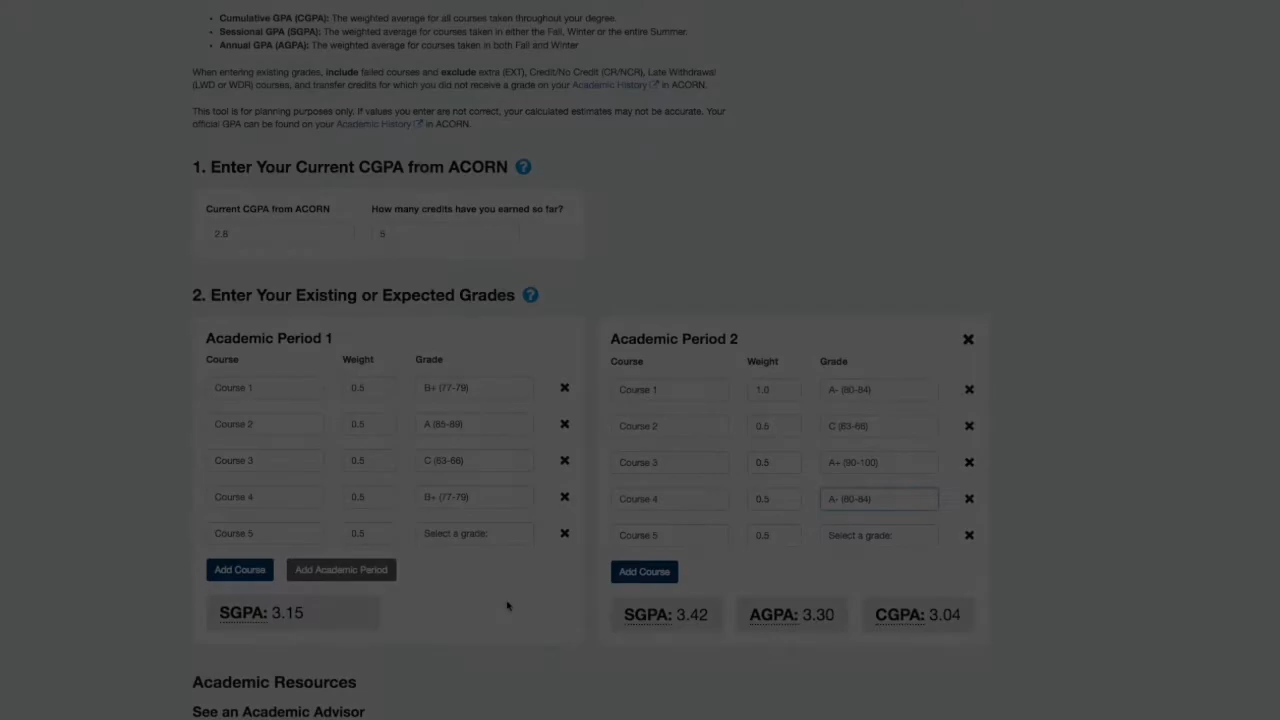 Cumulative GPA (CGPA): The weighted average for all courses taken throughout your degree.
Sessional GPA (SGPA): The weighted average for courses taken in either the Fall, Winter or the entire Summer.
Annual GPA (AGPA): The weighted average for courses taken in both Fall and Winter
When entering existing grades, include failed courses and exclude extra (EXT), Credit/No Credit (CR/NCR), Late Withdrawal
(LWD or WDR) courses, and transfer credits for which you did not receive a grade on your Academic History in ACORN.
This tool is for planning purposes only. If values you enter are not correct, your calculated estimates may not be accurate. Your
official GPA can be found on your Academic History in ACORN.
1. Enter Your Current CGPA from ACORN ?
Current CGPA from ACORN How many credits have you earned so far?
2.8 5
2. Enter Your Existing or Expected Grades ?
Academic Period 1
Course Weight Grade
Course 1 0.5 B+ (77-79)
Course 2 0.5 A (85-89)
Course 3 0.5 C (63-66)
Course 4 0.5 B+ (77-79)
Course 5 0.5 Select a grade:
Add Course Add Academic Period
SGPA: 3.15
Academic Period 2
Course Weight Grade
Course 1 1.0 A- (80-84)
Course 2 0.5 C (63-66)
Course 3 0.5 A+ (90-100)
Course 4 0.5 A- (80-84)
Course 5 0.5 Select a grade:
Add Course
SGPA: 3.42 AGPA: 3.30 CGPA: 3.04
Academic Resources
See an Academic Advisor